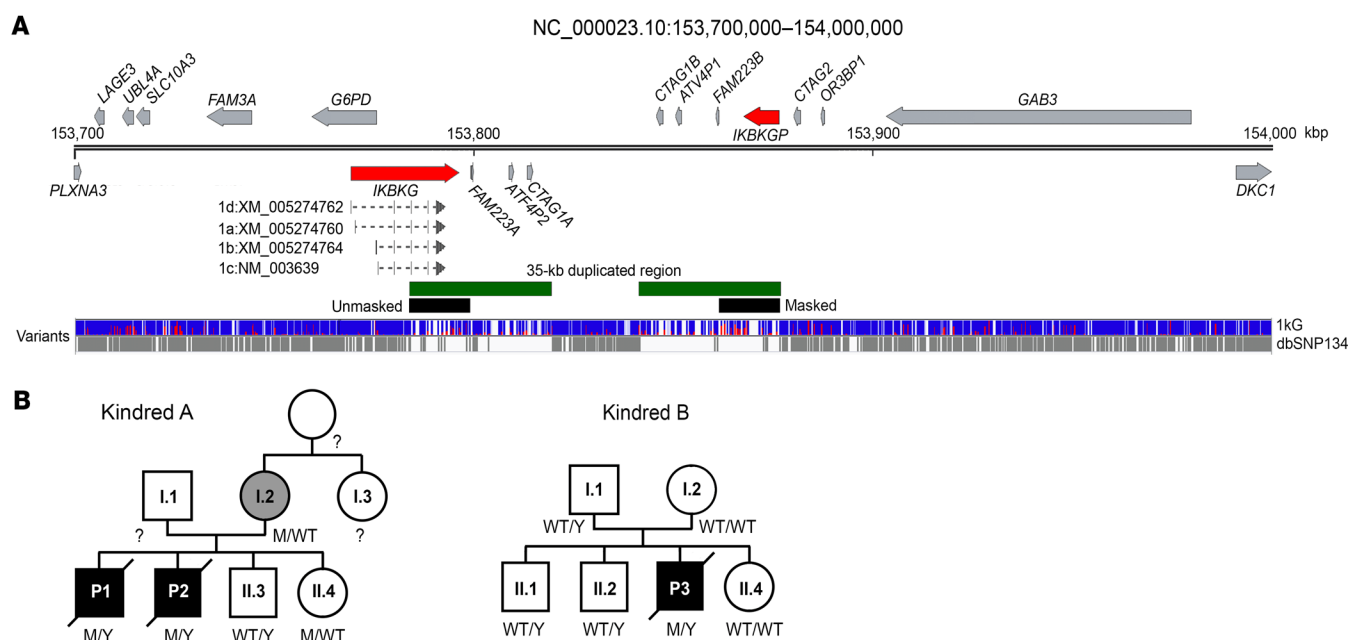 A
NC_000023.10:153,700,000–154,000,000
LAGE3
UBL4A
SLC10A3
FAM3A
G6PD
CTAG1B
ATV4P1
FAM223B
IKBKGP
CTAG2
OR3BP1
GAB3
153,700
153,800
153,900
154,000 kbp
PLXNA3
IKBKG
FAM223A
ATF4P2
CTAG1A
DKC1
1d:XM_005274762
1a:XM_005274760
1b:XM_005274764
1c:NM_003639
35-kb duplicated region
Unmasked
Masked
Variants
1kG
dbSNP134
B
Kindred A
?
I.1
I.2
I.3
?
M/WT
?
P1
P2
II.3
II.4
M/Y
M/Y
WT/Y
M/WT
Kindred B
I.1
I.2
WT/Y
WT/WT
II.1
II.2
P3
II.4
WT/Y
WT/Y
M/Y
WT/WT